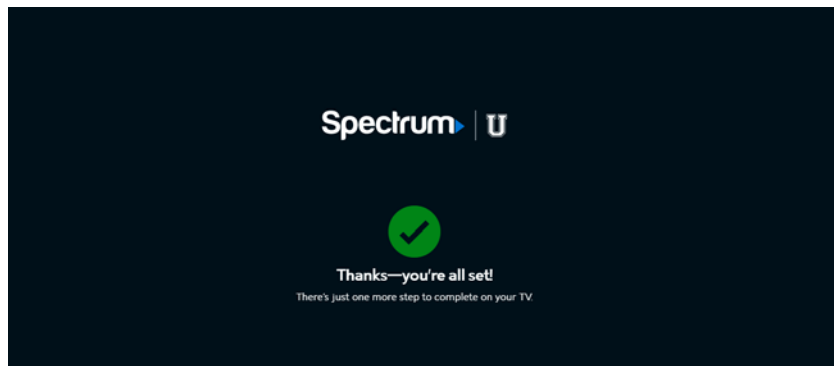 Spectrum U
Thanks—you're all set!
There's just one more step to complete on your TV.